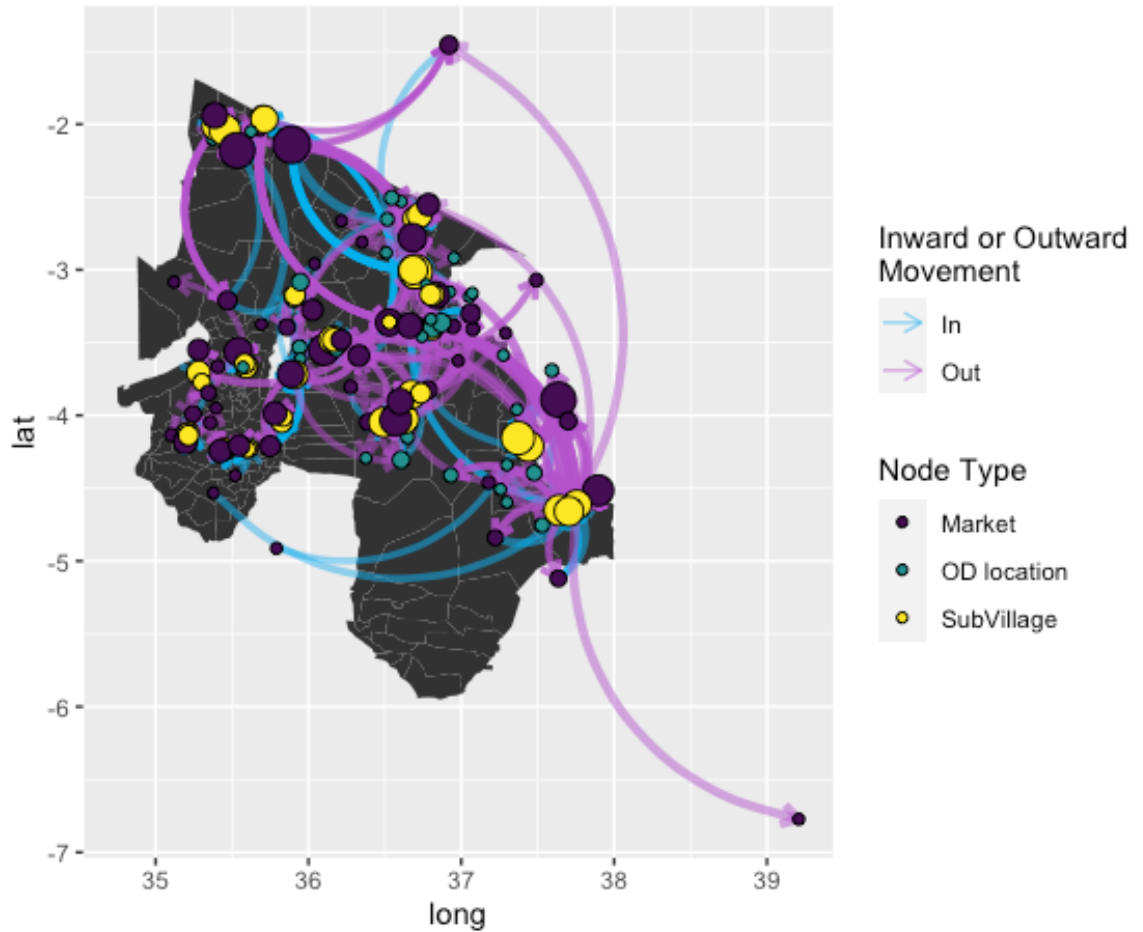 -2
-3
-4
-5
-6
-7
lat
35
36
37
38
39
long
Inward or Outward
Movement
In
Out
Node Type
Market
OD location
SubVillage